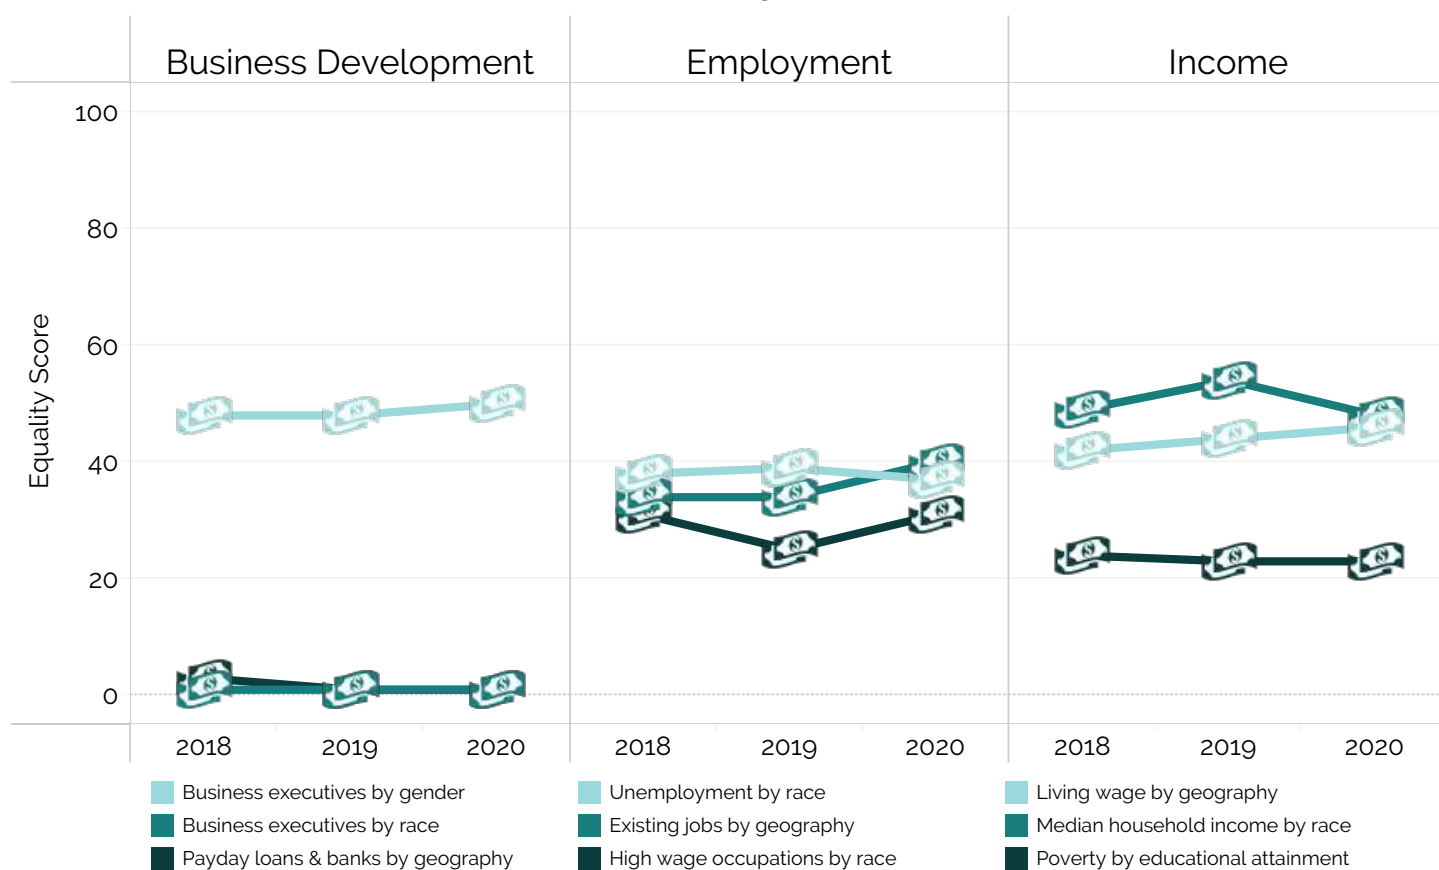 Business Development Employment Income
100
80
60
40
20
0
Equality Score
2018 2019 2020 2018 2019 2020 2018 2019 2020
Business executives by gender
Business executives by race
Payday loans & banks by geography
Unemployment by race
Existing jobs by geography
High wage occupations by race
Living wage by geography
Median household income by race
Poverty by educational attainment